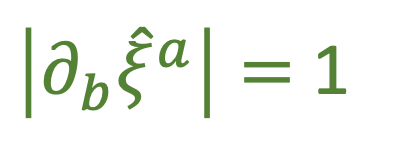 |∂_b ξ̂^a| = 1